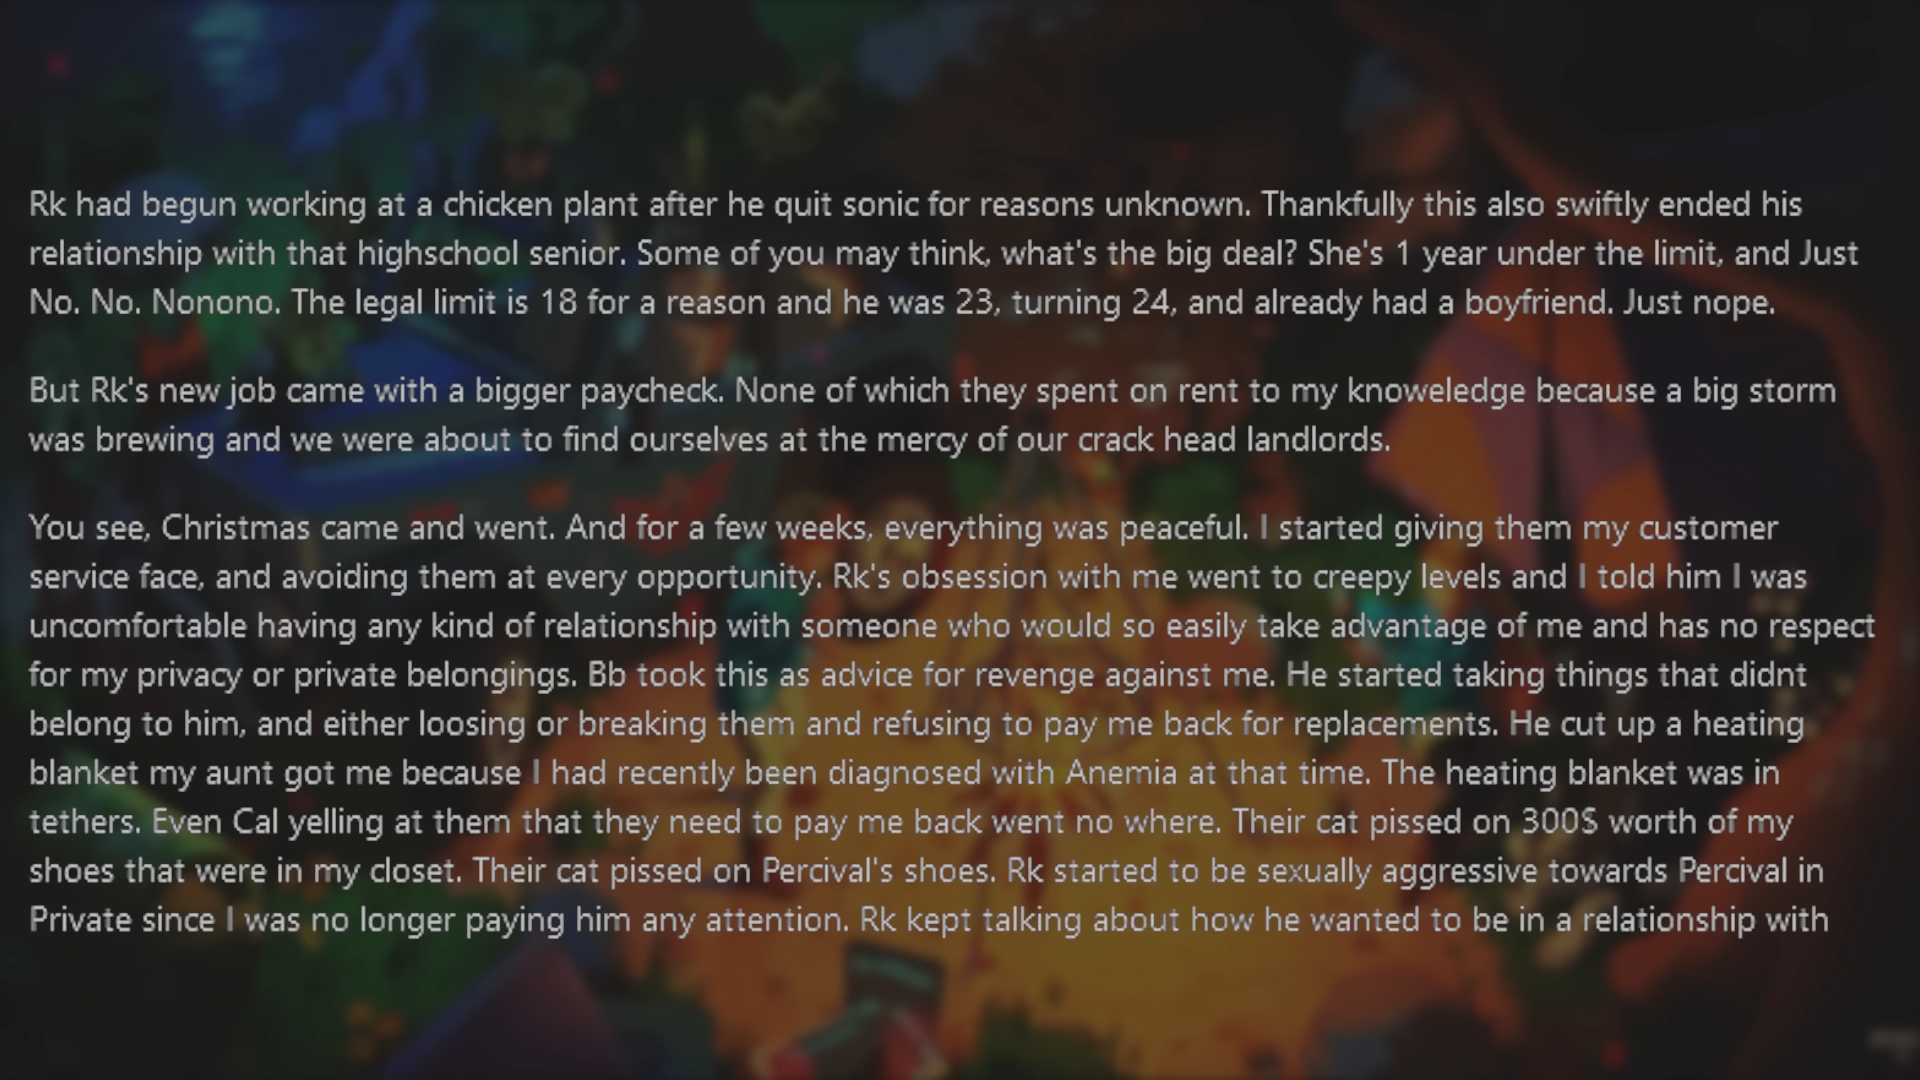 Rk had begun working at a chicken plant after he quit sonic for reasons unknown. Thankfully this also swiftly ended his
relationship with that highschool senior. Some of you may think, what's the big deal? She's 1 year under the limit, and Just
No. No. Nonono. The legal limit is 18 for a reason and he was 23, turning 24, and already had a boyfriend. Just nope.
But Rk's new job came with a bigger paycheck. None of which they spent on rent to my knoweledge because a big storm
was brewing and we were about to find ourselves at the mercy of our crack head landlords.
You see, Christmas came and went. And for a few weeks, everything was peaceful. I started giving them my customer
service face, and avoiding them at every opportunity. Rk's obsession with me went to creepy levels and I told him I was
uncomfortable having any kind of relationship with someone who would so easily take advantage of me and has no respect
for my privacy or private belongings. Bb took this as advice for revenge against me. He started taking things that didnt
belong to him, and either loosing or breaking them and refusing to pay me back for replacements. He cut up a heating
blanket my aunt got me because I had recently been diagnosed with Anemia at that time. The heating blanket was in
tethers. Even Cal yelling at them that they need to pay me back went no where. Their cat pissed on 300$ worth of my
shoes that were in my closet. Their cat pissed on Percival's shoes. Rk started to be sexually aggressive towards Percival in
Private since I was no longer paying him any attention. Rk kept talking about how he wanted to be in a relationship with